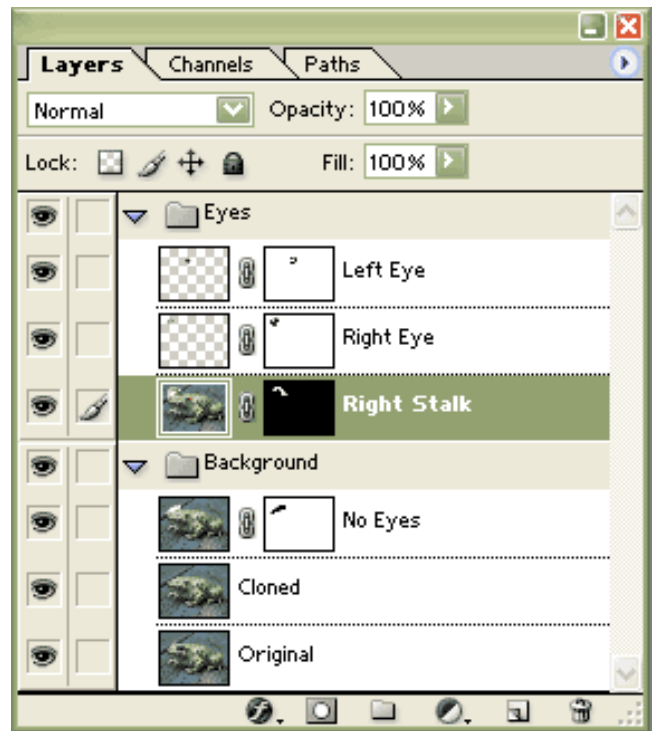 Layers Channels Paths
Normal Opacity: 100%
Lock: Fill: 100%
Eyes
Left Eye
Right Eye
Right Stalk
Background
No Eyes
Cloned
Original